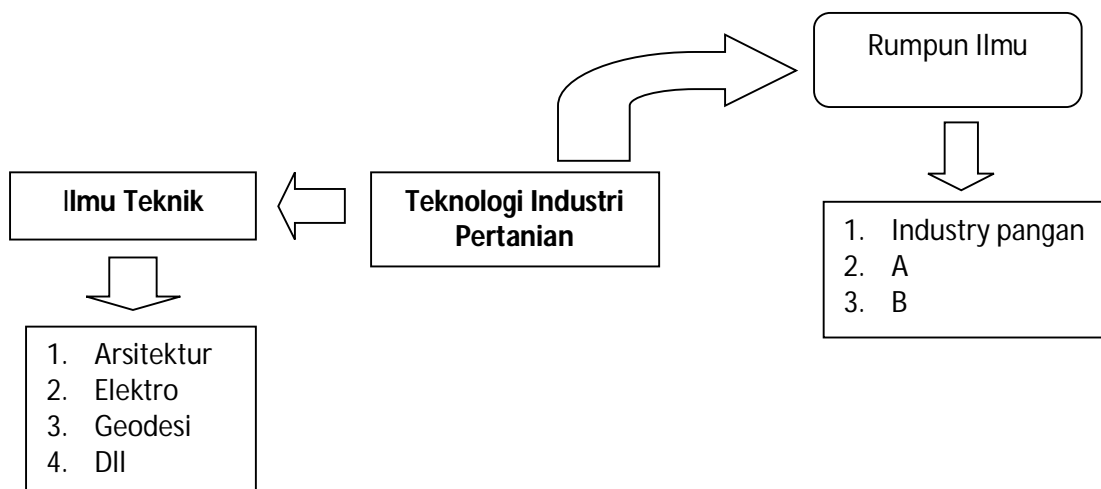 Rumpun Ilmu
Ilmu Teknik
Teknologi Industri
Pertanian
1. Industry pangan
2. A
3. B
1. Arsitektur
2. Elektro
3. Geodesi
4. Dll